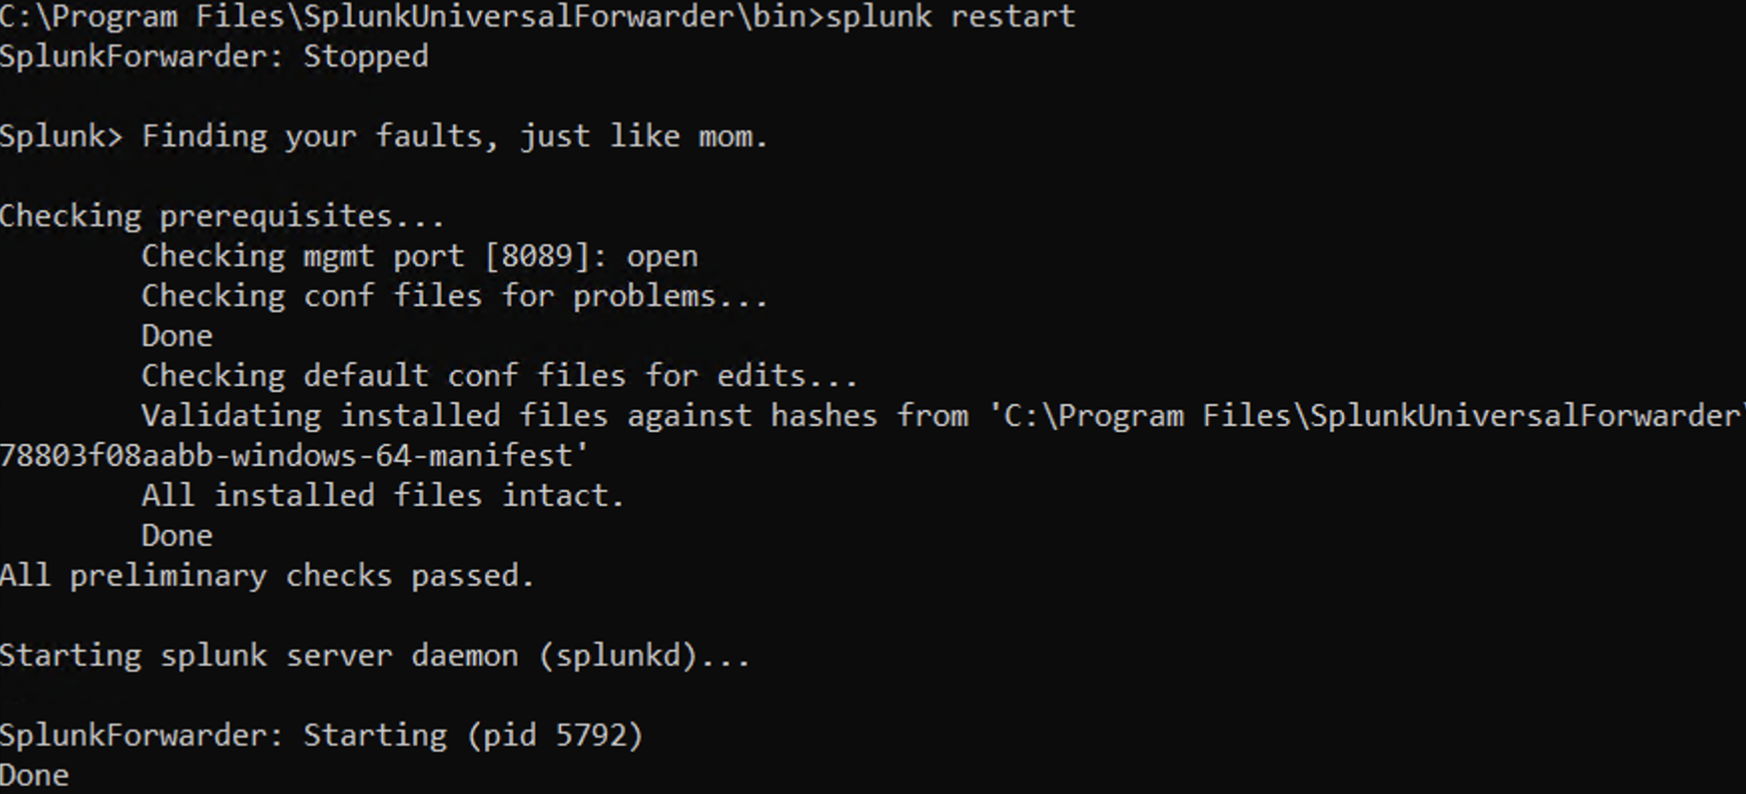 C:\Program Files\SplunkUniversalForwarder\bin>splunk restart
SplunkForwarder: Stopped
Splunk> Finding your faults, just like mom.
Checking prerequisites...
Checking mgmt port [8089]: open
Checking conf files for problems...
Done
Checking default conf files for edits...
Validating installed files against hashes from 'C:\Program Files\SplunkUniversalForwarder\
78803f08aabb-windows-64-manifest'
All installed files intact.
Done
All preliminary checks passed.
Starting splunk server daemon (splunkd)...
SplunkForwarder: Starting (pid 5792)
Done